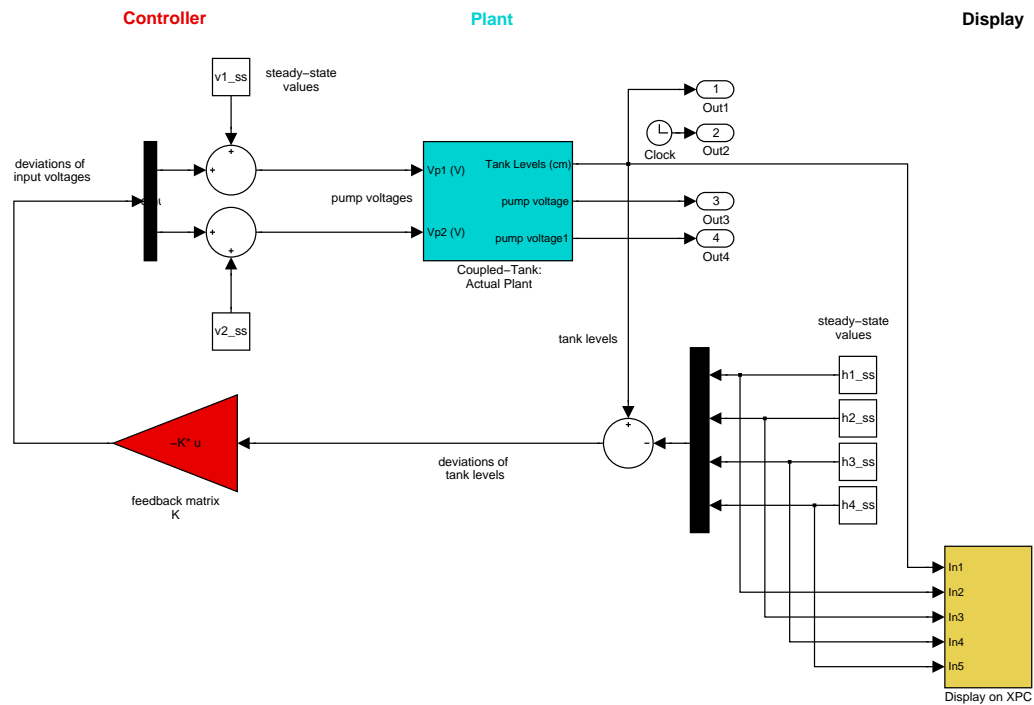 Controller
Plant
Display
v1_ss
steady−state
values
1
Out1
Clock
2
Out2
deviations of
input voltages
+
+
Vp1 (V)
Tank Levels (cm)
pump voltages
pump voltage
3
Out3
+
+
Vp2 (V)
pump voltage1
4
Out4
Coupled−Tank:
Actual Plant
v2_ss
tank levels
steady−state
values
h1_ss
h2_ss
h3_ss
h4_ss
+
−
−K* u
deviations of
tank levels
feedback matrix
K
In1
In2
In3
In4
In5
Display on XPC